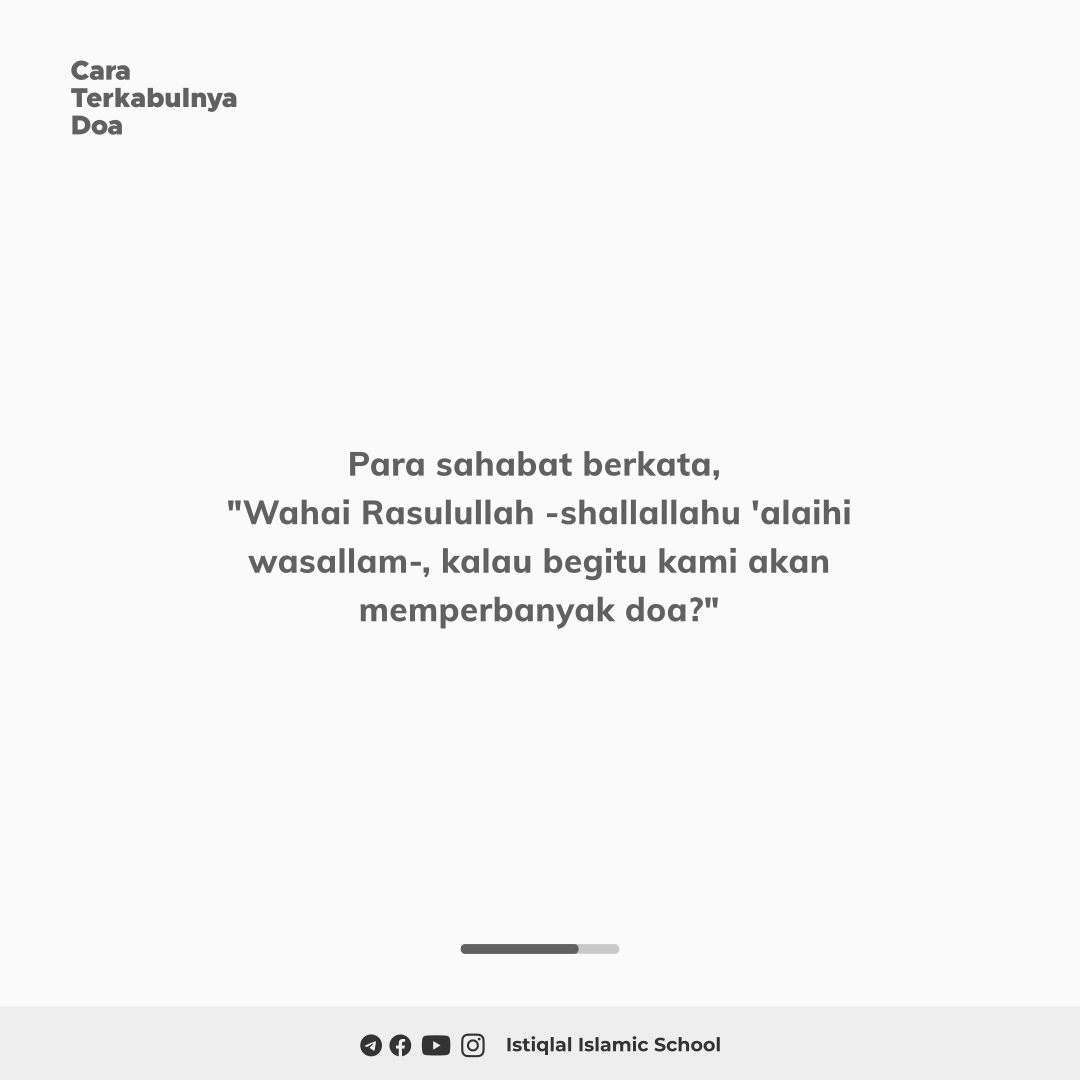 Cara
Terkabulnya
Doa
Para sahabat berkata,
"Wahai Rasulullah -shallallahu 'alaihi
wasallam-, kalau begitu kami akan
memperbanyak doa?"
Istiqlal Islamic School